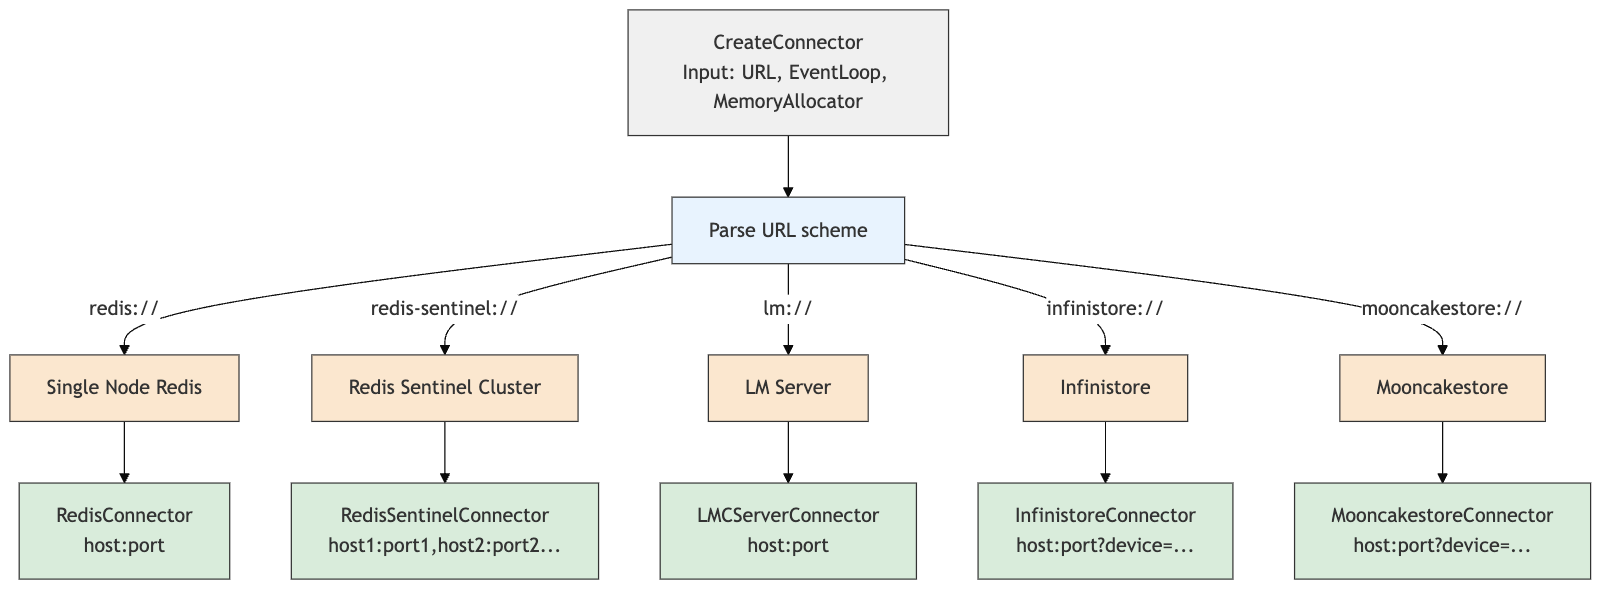 CreateConnector
Input: URL, EventLoop,
MemoryAllocator
Parse URL scheme
redis://
redis-sentinel://
lm://
infinistore://
mooncakestore://
Single Node Redis
Redis Sentinel Cluster
LM Server
Infinistore
Mooncakestore
RedisConnector
host:port
RedisSentinelConnector
host1:port1,host2:port2...
LMCServerConnector
host:port
InfinistoreConnector
host:port?device=...
MooncakestoreConnector
host:port?device=...